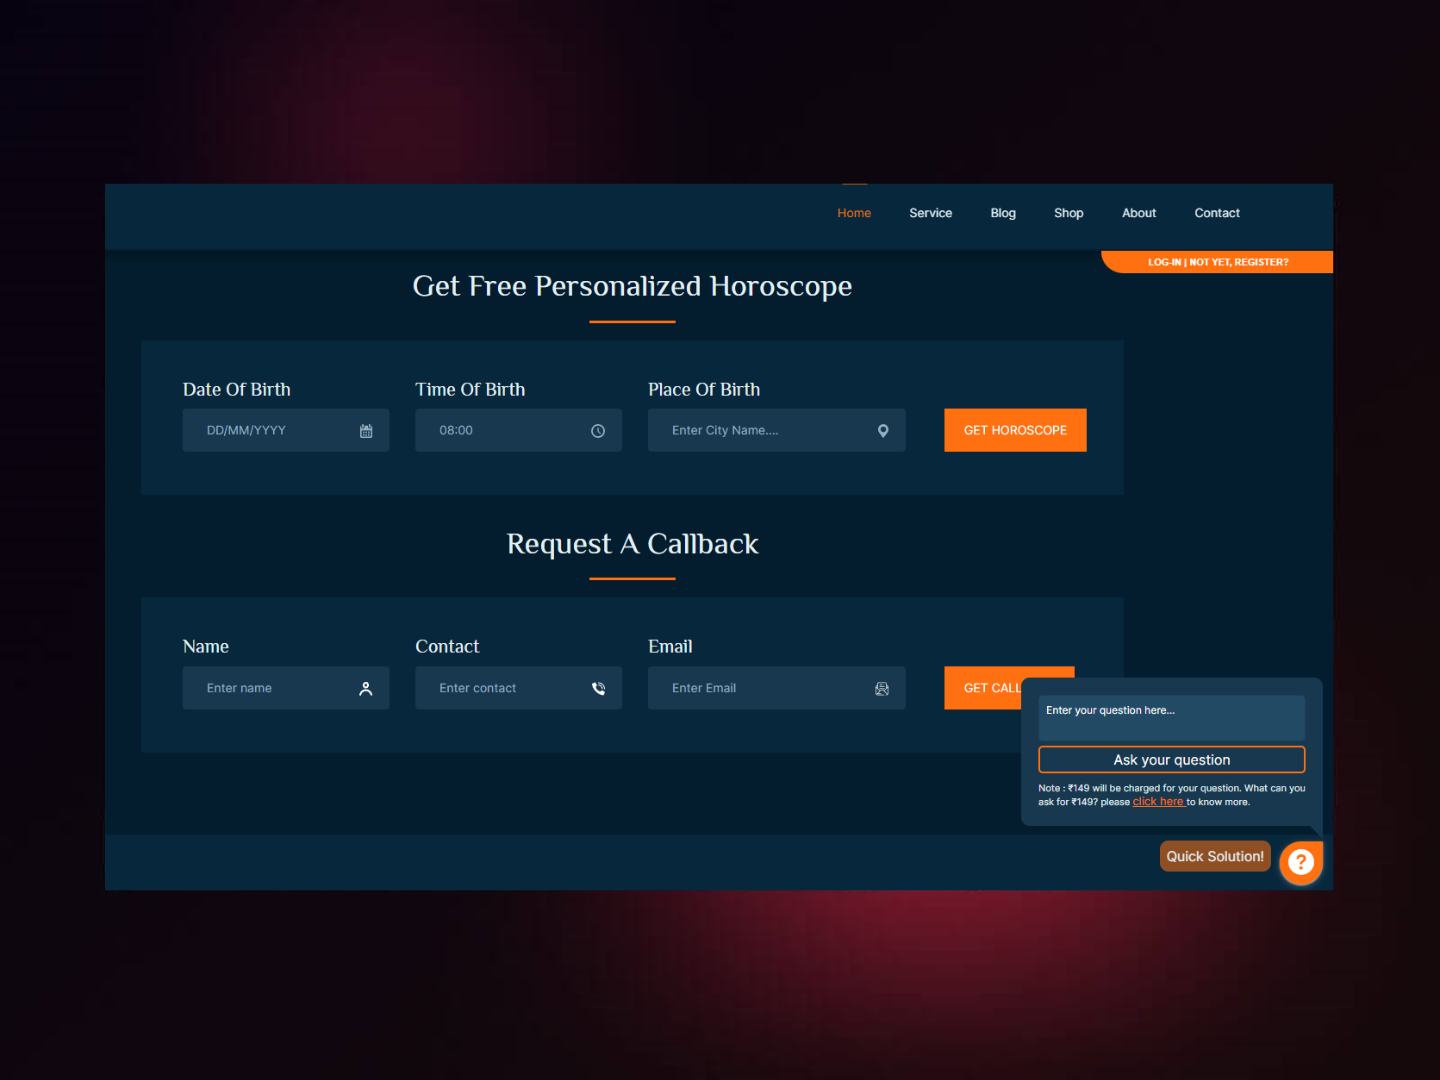 Home Service Blog Shop About Contact
LOG-IN | NOT YET, REGISTER?
Get Free Personalized Horoscope
Date Of Birth Time Of Birth Place Of Birth
DD/MM/YYYY 08:00 Enter City Name.... GET HOROSCOPE
Request A Callback
Name Contact Email
Enter name Enter contact Enter Email GET CALL
Enter your question here...
Ask your question
Note : ₹149 will be charged for your question. What can you
ask for ₹149? please click here to know more.
Quick Solution!
?